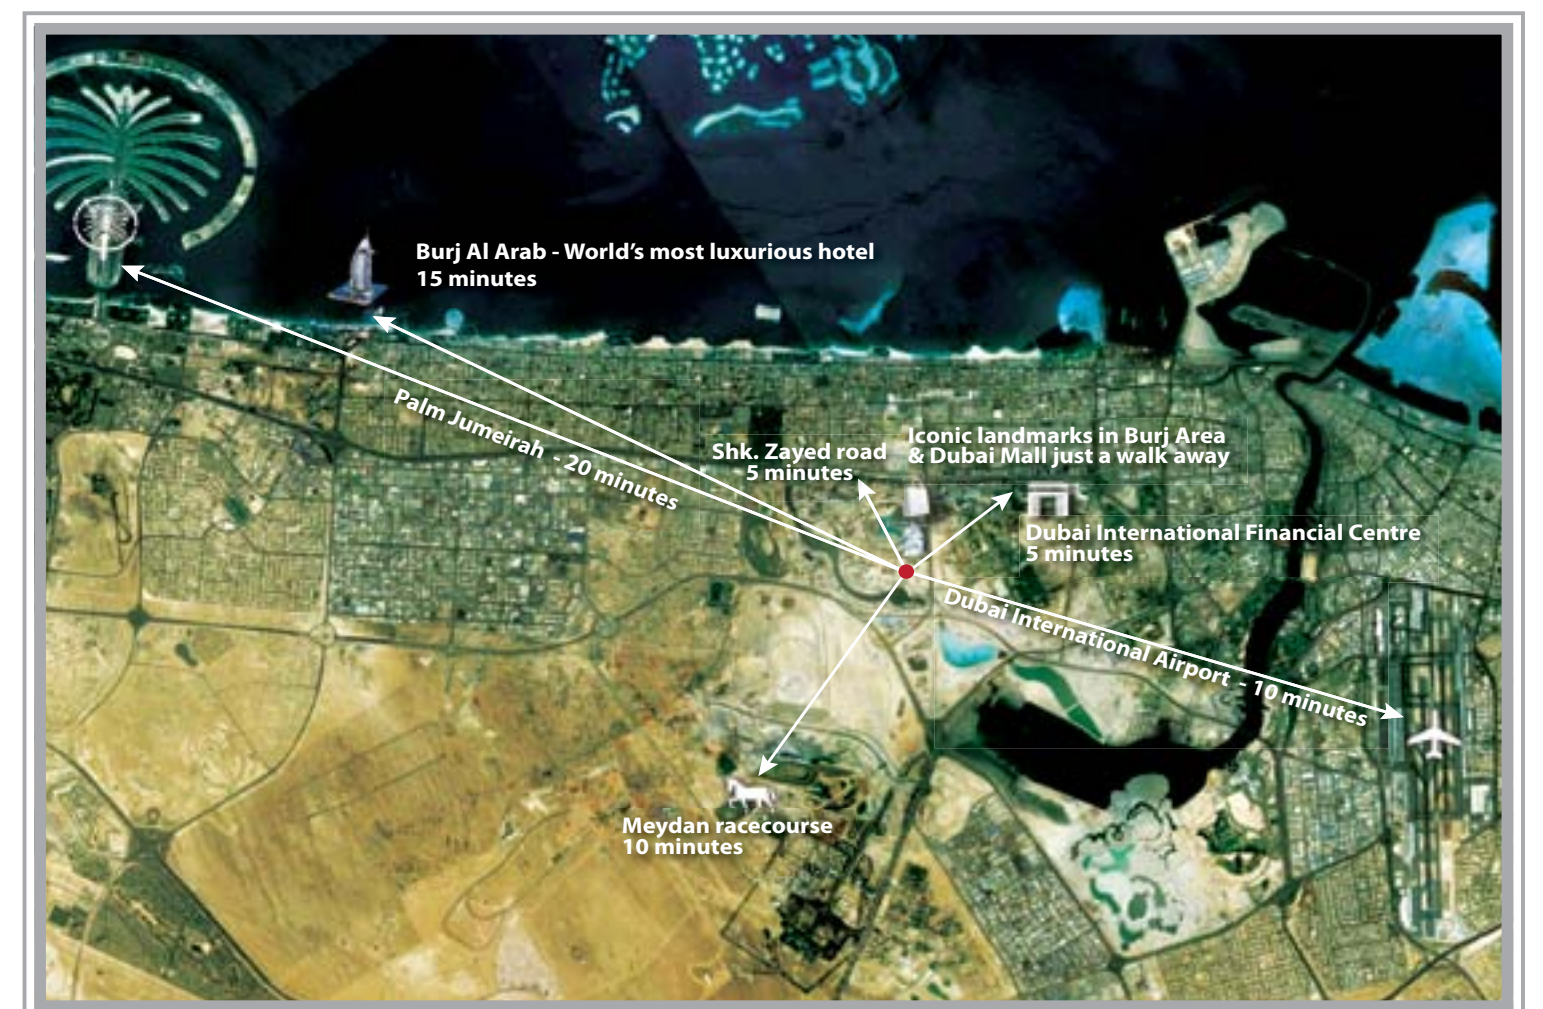 Burj Al Arab - World's most luxurious hotel
15 minutes
Palm Jumeirah - 20 minutes
Shk. Zayed road
5 minutes
Iconic landmarks in Burj Area
& Dubai Mall just a walk away
Dubai International Financial Centre
5 minutes
Dubai International Airport - 10 minutes
Meydan racecourse
10 minutes